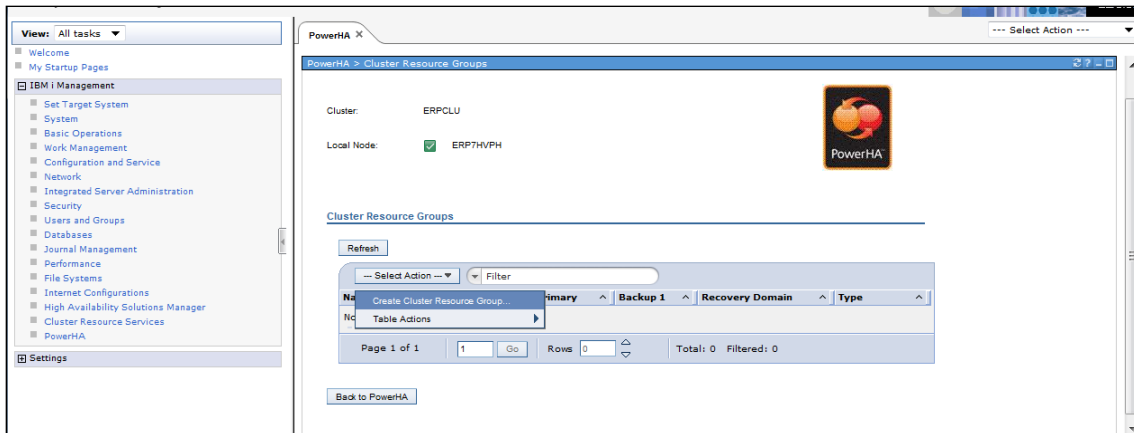 View: All tasks
Welcome
My Startup Pages
IBM i Management
Set Target System
System
Basic Operations
Work Management
Configuration and Service
Network
Integrated Server Administration
Security
Users and Groups
Databases
Journal Management
Performance
File Systems
Internet Configurations
High Availability Solutions Manager
Cluster Resource Services
PowerHA
Settings
PowerHA X
--- Select Action ---
PowerHA > Cluster Resource Groups
Cluster: ERPCLU
Local Node: ERP7HVPH
PowerHA
Cluster Resource Groups
Refresh
--- Select Action --- Filter
Na Primary Backup 1 Recovery Domain Type
Create Cluster Resource Group...
No
Table Actions
Page 1 of 1 1 Go Rows 0 Total: 0 Filtered: 0
Back to PowerHA